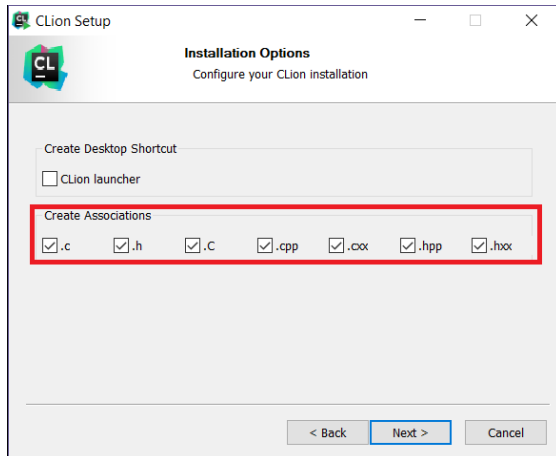 CLion Setup
CL
Installation Options
Configure your CLion installation
Create Desktop Shortcut
CLion launcher
Create Associations
.c .h .C .cpp .cxx .hpp .hxx
< Back Next > Cancel